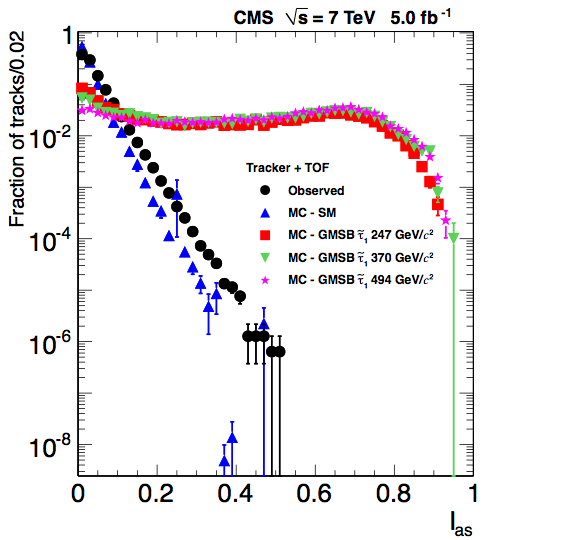 CMS √s = 7 TeV 5.0 fb⁻¹
Fraction of tracks/0.02
1
10⁻²
10⁻⁴
10⁻⁶
10⁻⁸
Tracker + TOF
Observed
MC - SM
MC - GMSB τ̃₁ 247 GeV/c²
MC - GMSB τ̃₁ 370 GeV/c²
MC - GMSB τ̃₁ 494 GeV/c²
0 0.2 0.4 0.6 0.8 1
Iₐₛ